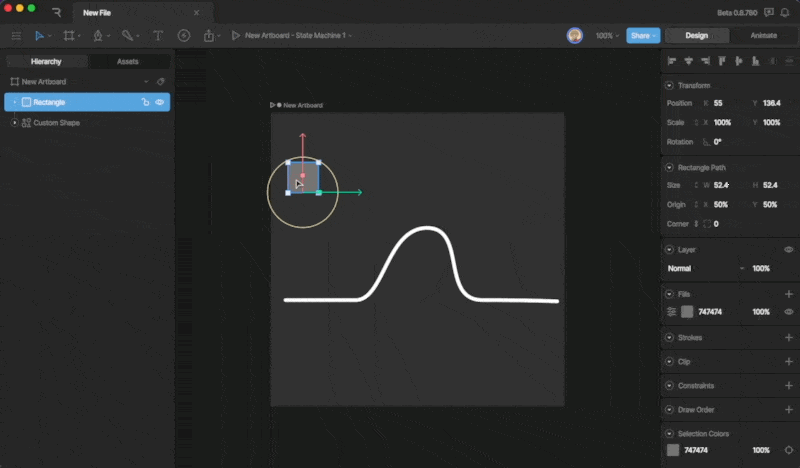 New File
Beta 0.8.790
New Artboard - State Machine 1
100%
Share
Design
Animate
Hierarchy
Assets
New Artboard
Rectangle
Custom Shape
New Artboard
Transform
Position X 55 Y 136.4
Scale X 100% Y 100%
Rotation 0°
Rectangle Path
Size W 52.4 H 52.4
Origin X 50% Y 50%
Corner 0
Layer
Normal 100%
Fills
747474 100%
Strokes
Clip
Constraints
Draw Order
Selection Colors
747474 100%